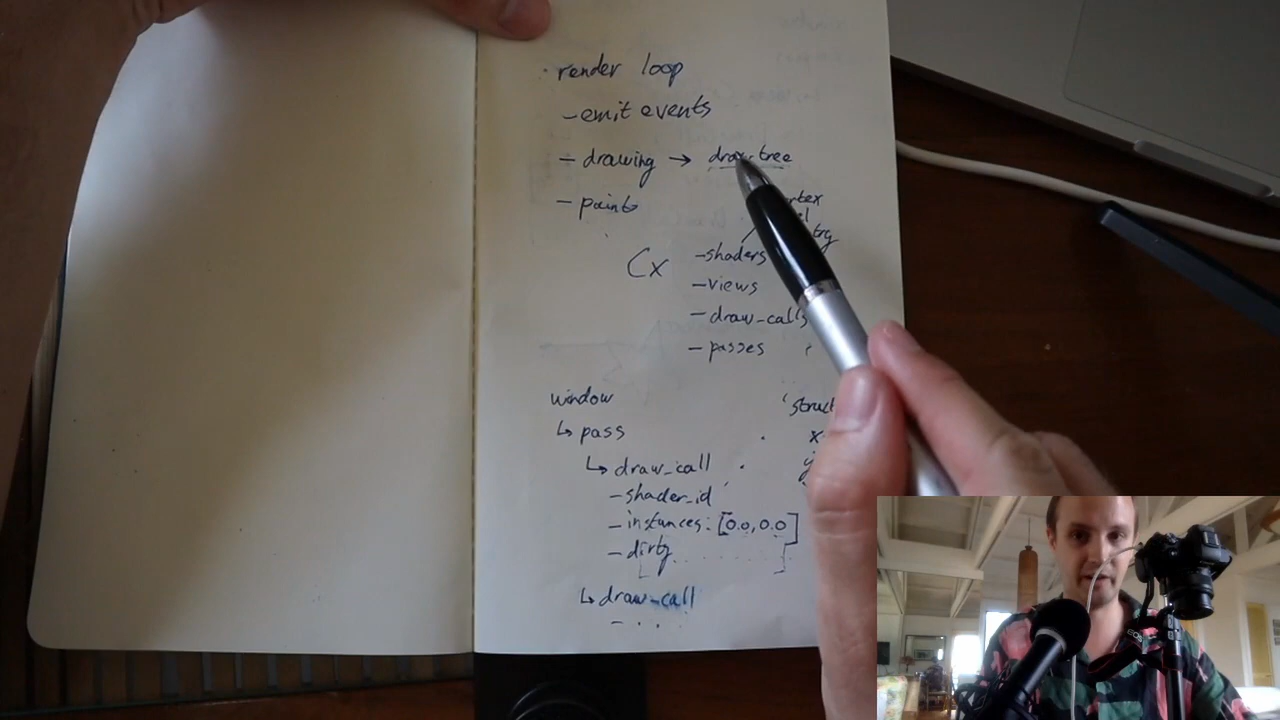 · render loop
- emit events
- drawing → draw tree
- paint
Cx
- shaders
- views
- draw_calls
- passes
window
↳ pass
↳ draw_call
- shader_id
- instances: [0.0, 0.0]
- dirty
↳ draw_call
- . .
'struct
x